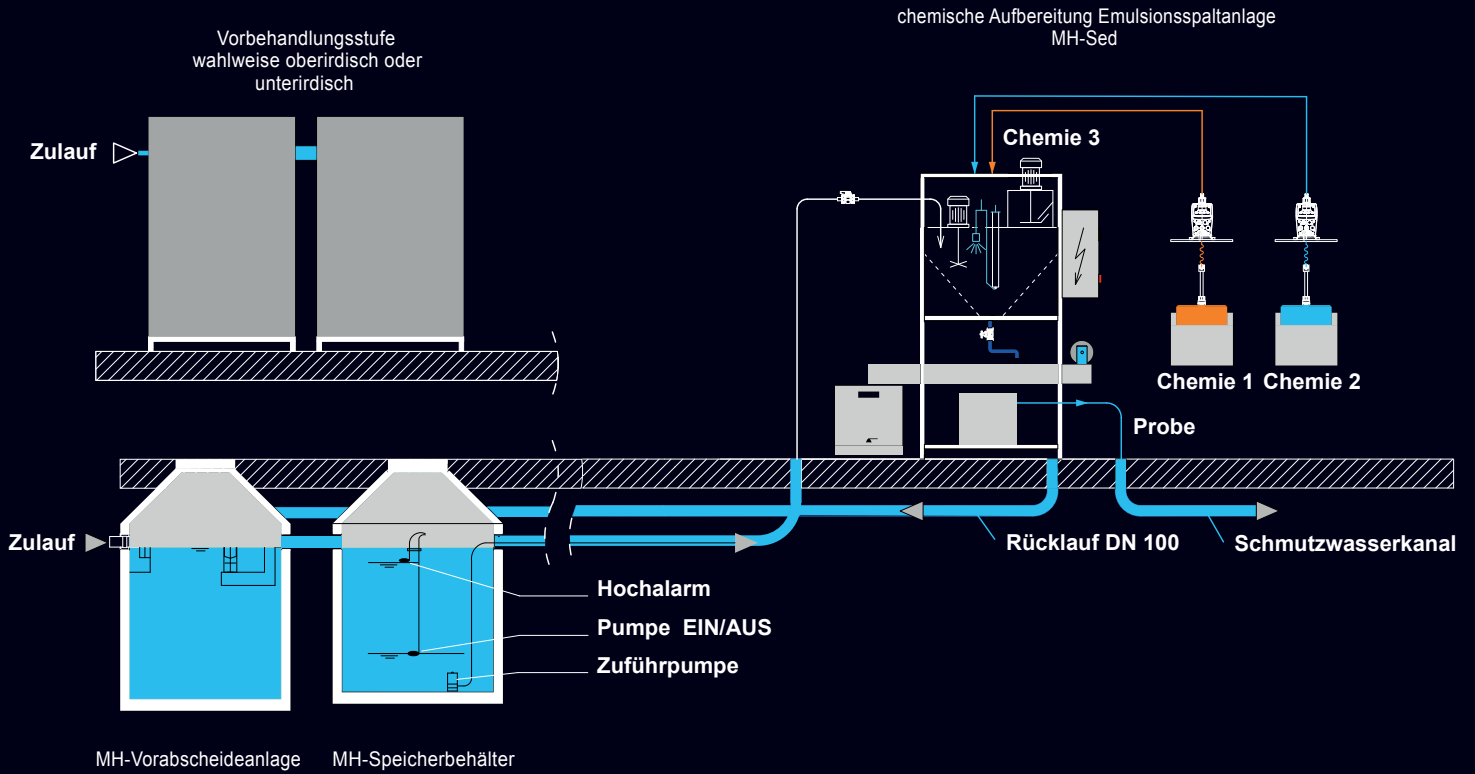 chemische Aufbereitung Emulsionsspaltanlage
MH-Sed
Vorbehandlungsstufe
wahlweise oberirdisch oder
unterirdisch
Zulauf
Chemie 3
Chemie 1
Chemie 2
Probe
Zulauf
Rücklauf DN 100
Schmutzwasserkanal
Hochalarm
Pumpe EIN/AUS
Zuführpumpe
MH-Vorabscheideanlage
MH-Speicherbehälter